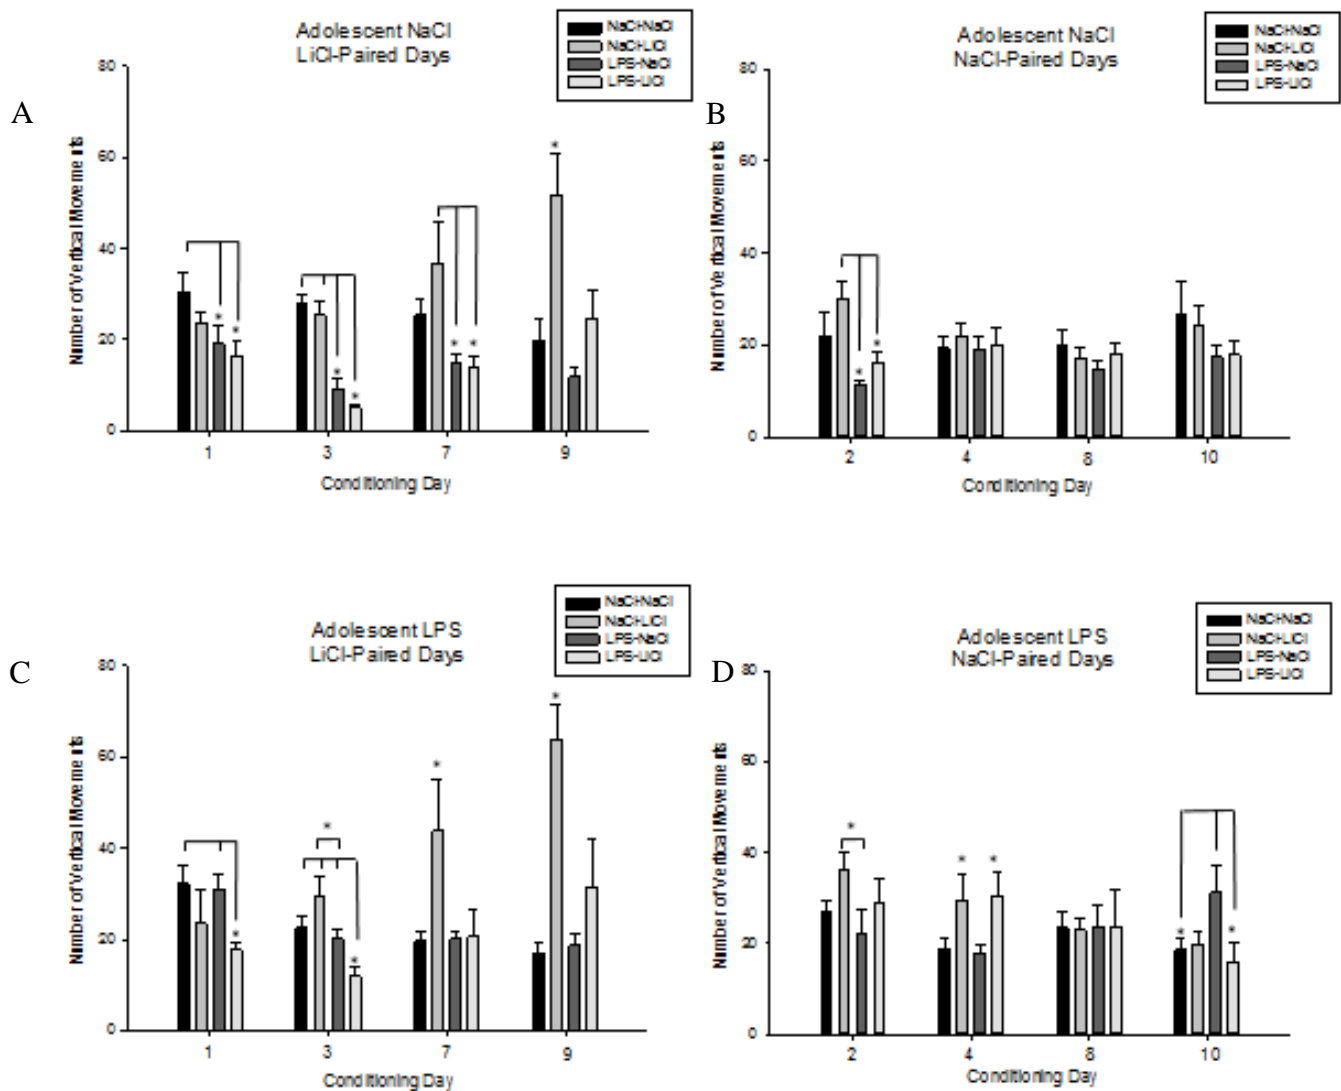 Adolescent NaCl
LiCl-Paired Days
NaCl-NaCl
NaCl-LiCl
LPS-NaCl
LPS-LiCl
A
Number of Vertical Movements
80
60
40
20
0
*
*
*
*
*
*
*
1
3
7
9
Conditioning Day
Adolescent NaCl
NaCl-Paired Days
NaCl-NaCl
NaCl-LiCl
LPS-NaCl
LPS-LiCl
B
Number of Vertical Movements
80
60
40
20
0
*
*
2
4
8
10
Conditioning Day
Adolescent LPS
LiCl-Paired Days
NaCl-NaCl
NaCl-LiCl
LPS-NaCl
LPS-LiCl
C
Number of Vertical Movements
80
60
40
20
0
*
*
*
*
*
1
3
7
9
Conditioning Day
Adolescent LPS
NaCl-Paired Days
NaCl-NaCl
NaCl-LiCl
LPS-NaCl
LPS-LiCl
D
Number of Vertical Movements
80
60
40
20
0
*
*
*
*
*
2
4
8
10
Conditioning Day